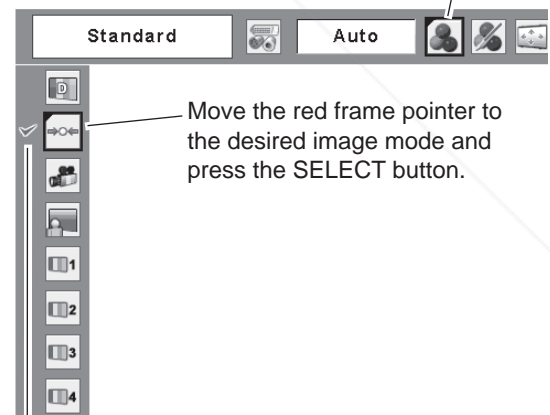 Standard
Auto
D
Move the red frame pointer to
the desired image mode and
press the SELECT button.
1
2
3
4